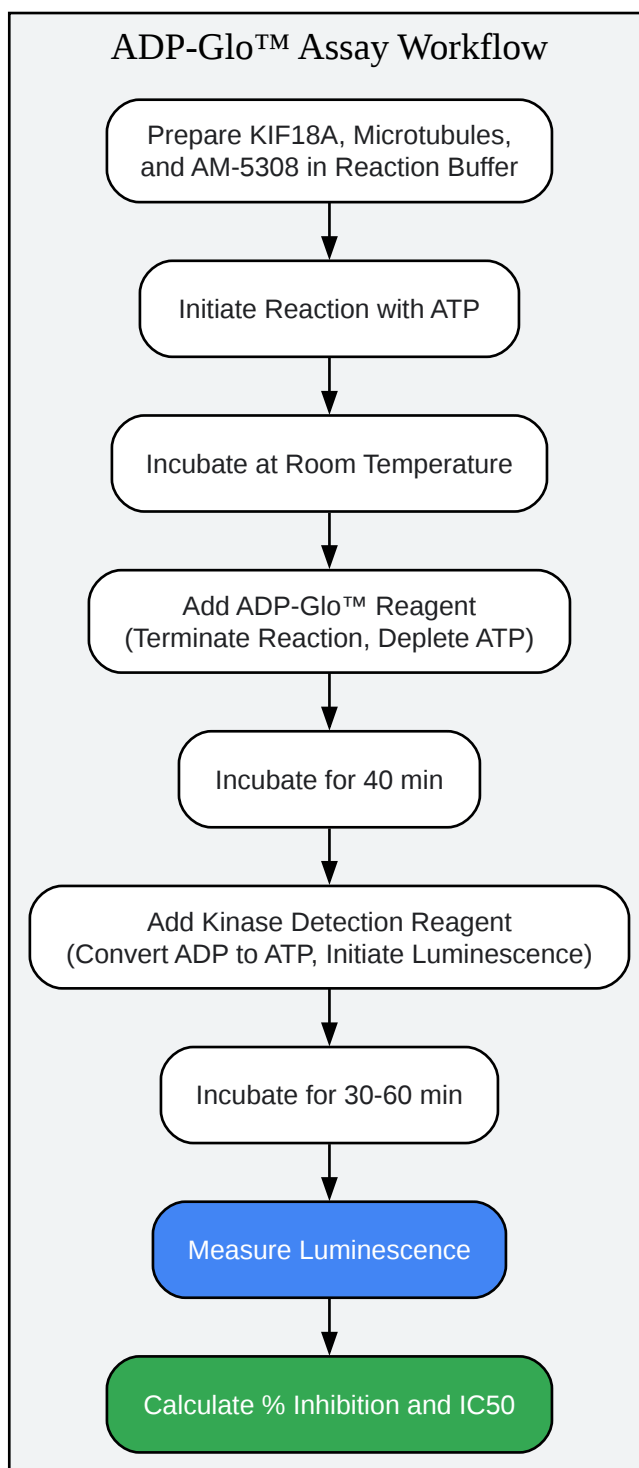 ADP-Glo™ Assay Workflow
Prepare KIF18A, Microtubules,
and AM-5308 in Reaction Buffer
Initiate Reaction with ATP
Incubate at Room Temperature
Add ADP-Glo™ Reagent
(Terminate Reaction, Deplete ATP)
Incubate for 40 min
Add Kinase Detection Reagent
(Convert ADP to ATP, Initiate Luminescence)
Incubate for 30-60 min
Measure Luminescence
Calculate % Inhibition and IC50